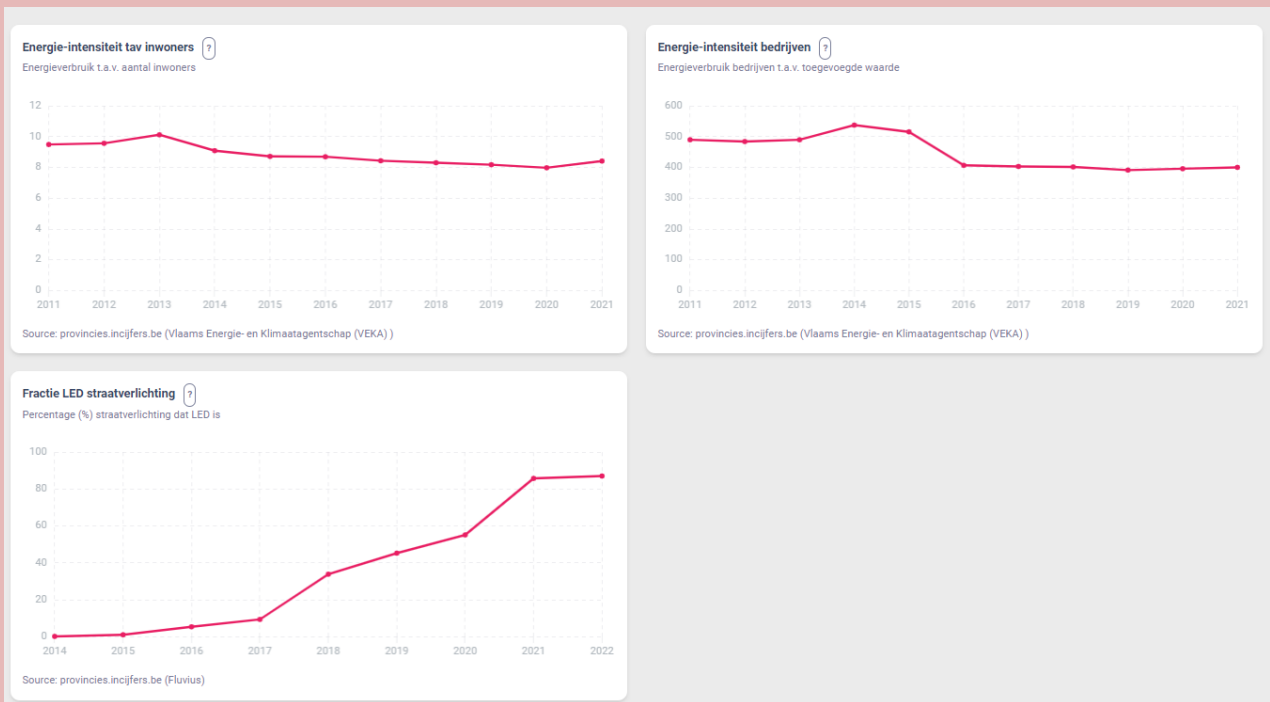 Energie-intensiteit tav inwoners ?
Energieverbruik t.a.v. aantal inwoners
12
10
8
6
4
2
0
2011 2012 2013 2014 2015 2016 2017 2018 2019 2020 2021
Source: provincies.incijfers.be (Vlaams Energie- en Klimaatagentschap (VEKA) )
Energie-intensiteit bedrijven ?
Energieverbruik bedrijven t.a.v. toegevoegde waarde
600
500
400
300
200
100
0
2011 2012 2013 2014 2015 2016 2017 2018 2019 2020 2021
Source: provincies.incijfers.be (Vlaams Energie- en Klimaatagentschap (VEKA) )
Fractie LED straatverlichting ?
Percentage (%) straatverlichting dat LED is
100
80
60
40
20
0
2014 2015 2016 2017 2018 2019 2020 2021 2022
Source: provincies.incijfers.be (Fluvius)